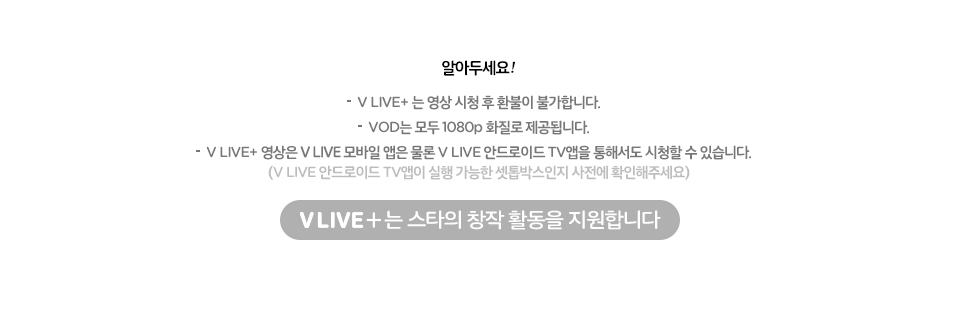 알아두세요!
- V LIVE+ 는 영상 시청 후 환불이 불가합니다.
- VOD는 모두 1080p 화질로 제공됩니다.
- V LIVE+ 영상은 V LIVE 모바일 앱은 물론 V LIVE 안드로이드 TV앱을 통해서도 시청할 수 있습니다.
(V LIVE 안드로이드 TV앱이 실행 가능한 셋톱박스인지 사전에 확인해주세요)
V LIVE+는 스타의 창작 활동을 지원합니다